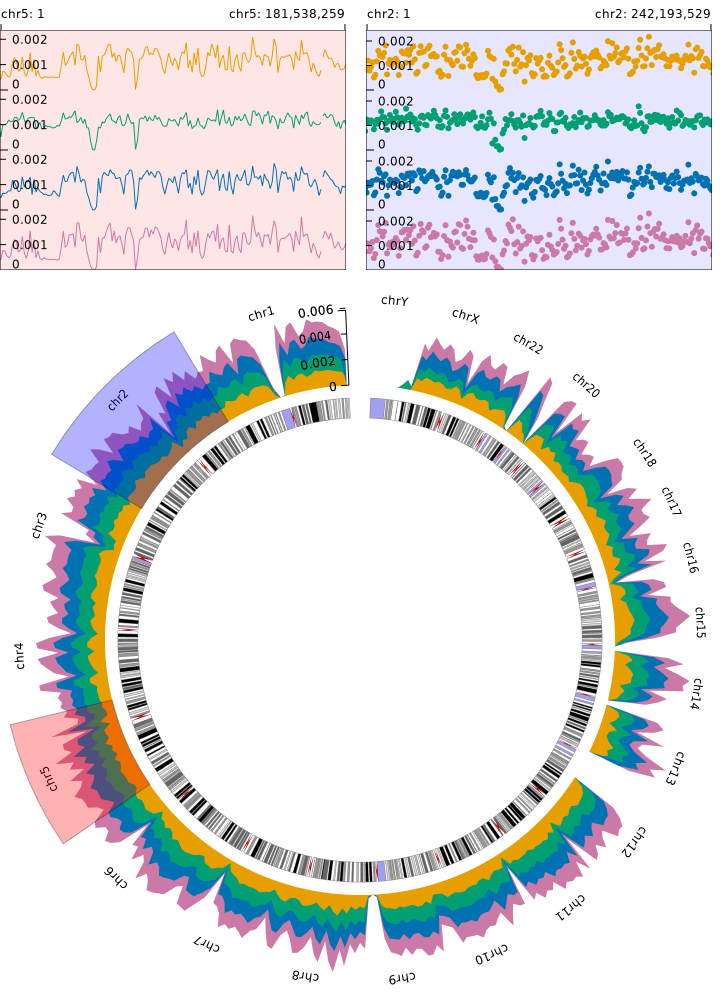 chr5: 1 chr5: 181,538,259
chr2: 1 chr2: 242,193,529
0.002
0.001
0
0.002
0.001
0
0.002
0.001
0
0.002
0.001
0
0.002
0.001
0
0.002
0.001
0
0.002
0.001
0
0.002
0.001
0
chrY
chr1
0.006
0.004
0.002
0
chrX
chr22
chr20
chr18
chr17
chr16
chr15
chr14
chr13
chr12
chr11
chr10
chr9
chr8
chr7
chr6
chr5
chr4
chr3
chr2